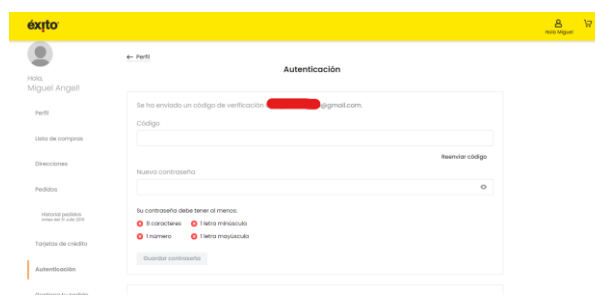 éxito
Hola Miguel
Hola,
Miguel Angell
Perfil
Lista de compras
Direcciones
Pedidos
Historial pedidos
Tarjetas de crédito
Autenticación
← Perfil
Autenticación
Se ha enviado un código de verificación
@gmail.com.
Código
Reenviar código
Nueva contraseña
Su contraseña debe tener al menos:
8 caracteres
1 letra minúscula
1 número
1 letra mayúscula
Guardar contraseña